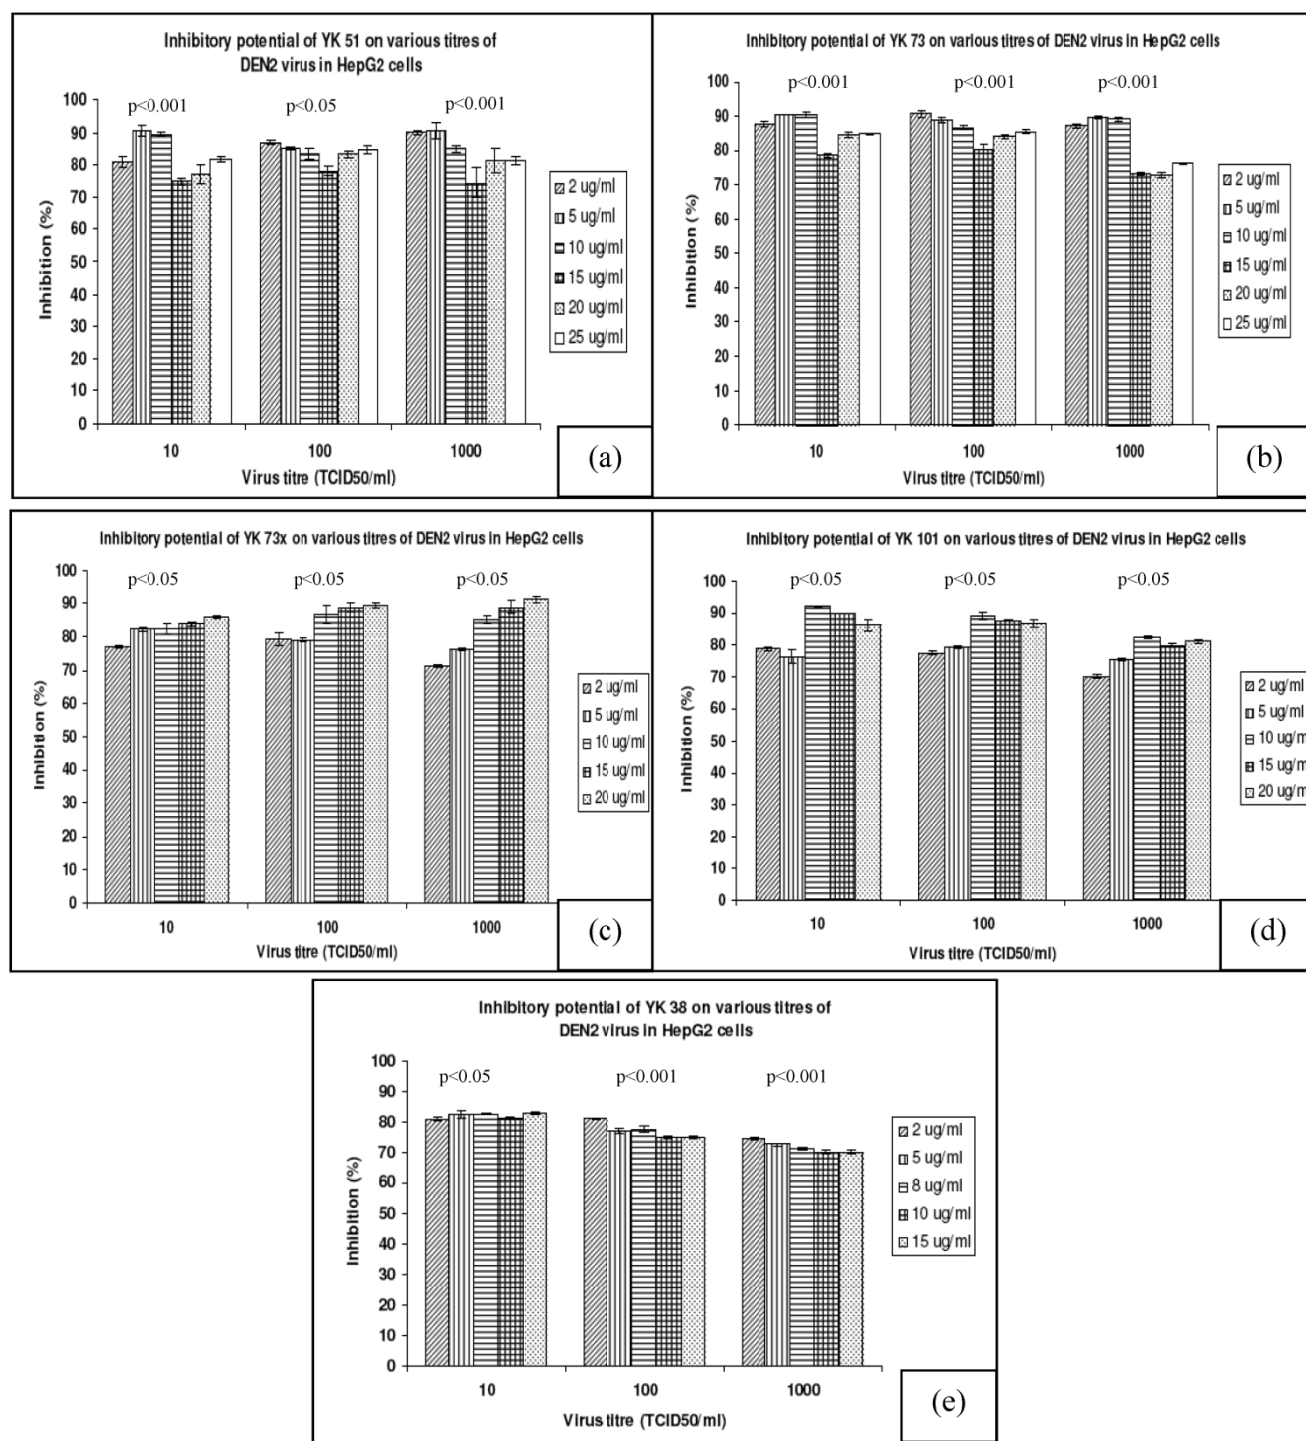 Inhibitory potential of YK 51 on various titres of
DEN2 virus in HepG2 cells
p<0.001
p<0.05
p<0.001
100
90
80
70
60
50
40
30
20
10
0
Inhibition (%)
10
100
1000
Virus titre (TCID50/ml)
2 ug/ml
5 ug/ml
10 ug/ml
15 ug/ml
20 ug/ml
25 ug/ml
(a)
Inhibitory potential of YK 73 on various titres of DEN2 virus in HepG2 cells
p<0.001
p<0.001
p<0.001
100
90
80
70
60
50
40
30
20
10
0
Inhibition (%)
10
100
1000
Virus titre (TCID50/ml)
2 ug/ml
5 ug/ml
10 ug/ml
15 ug/ml
20 ug/ml
25 ug/ml
(b)
Inhibitory potential of YK 73x on various titres of DEN2 virus in HepG2 cells
p<0.05
p<0.05
p<0.05
100
90
80
70
60
50
40
30
20
10
0
Inhibition (%)
10
100
1000
Virus titre (TCID50/ml)
2 ug/ml
5 ug/ml
10 ug/ml
15 ug/ml
20 ug/ml
(c)
Inhibitory potential of YK 101 on various titres of DEN2 virus in HepG2 cells
p<0.05
p<0.05
p<0.05
100
90
80
70
60
50
40
30
20
10
0
Inhibition (%)
10
100
1000
Virus titre (TCID50/ml)
2 ug/ml
5 ug/ml
10 ug/m
15 ug/m
20 ug/m
(d)
Inhibitory potential of YK 38 on various titres of
DEN2 virus in HepG2 cells
p<0.05
p<0.001
p<0.001
100
90
80
70
60
50
40
30
20
10
0
Inhibition (%)
10
100
1000
Virus titre (TCID50/ml)
2 ug/ml
5 ug/ml
8 ug/ml
10 ug/ml
15 ug/ml
(e)